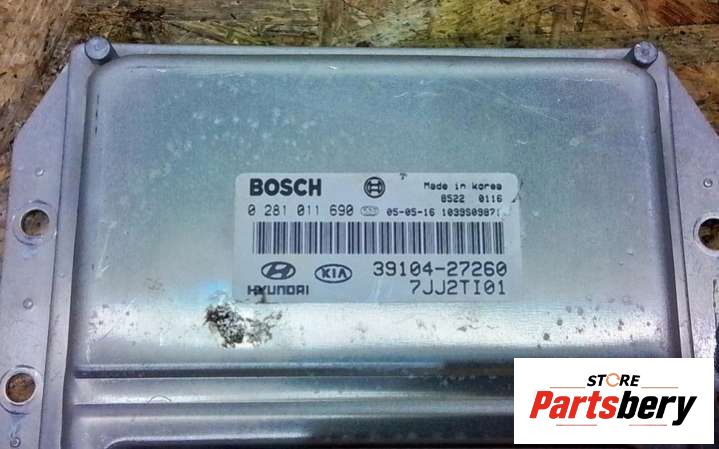 BOSCH
Made in Korea
8522 0116
0 281 011 690 05-05-16
HYUNDAI KIA
39104-27260
7JJ2TI01
STORE
Partsbery